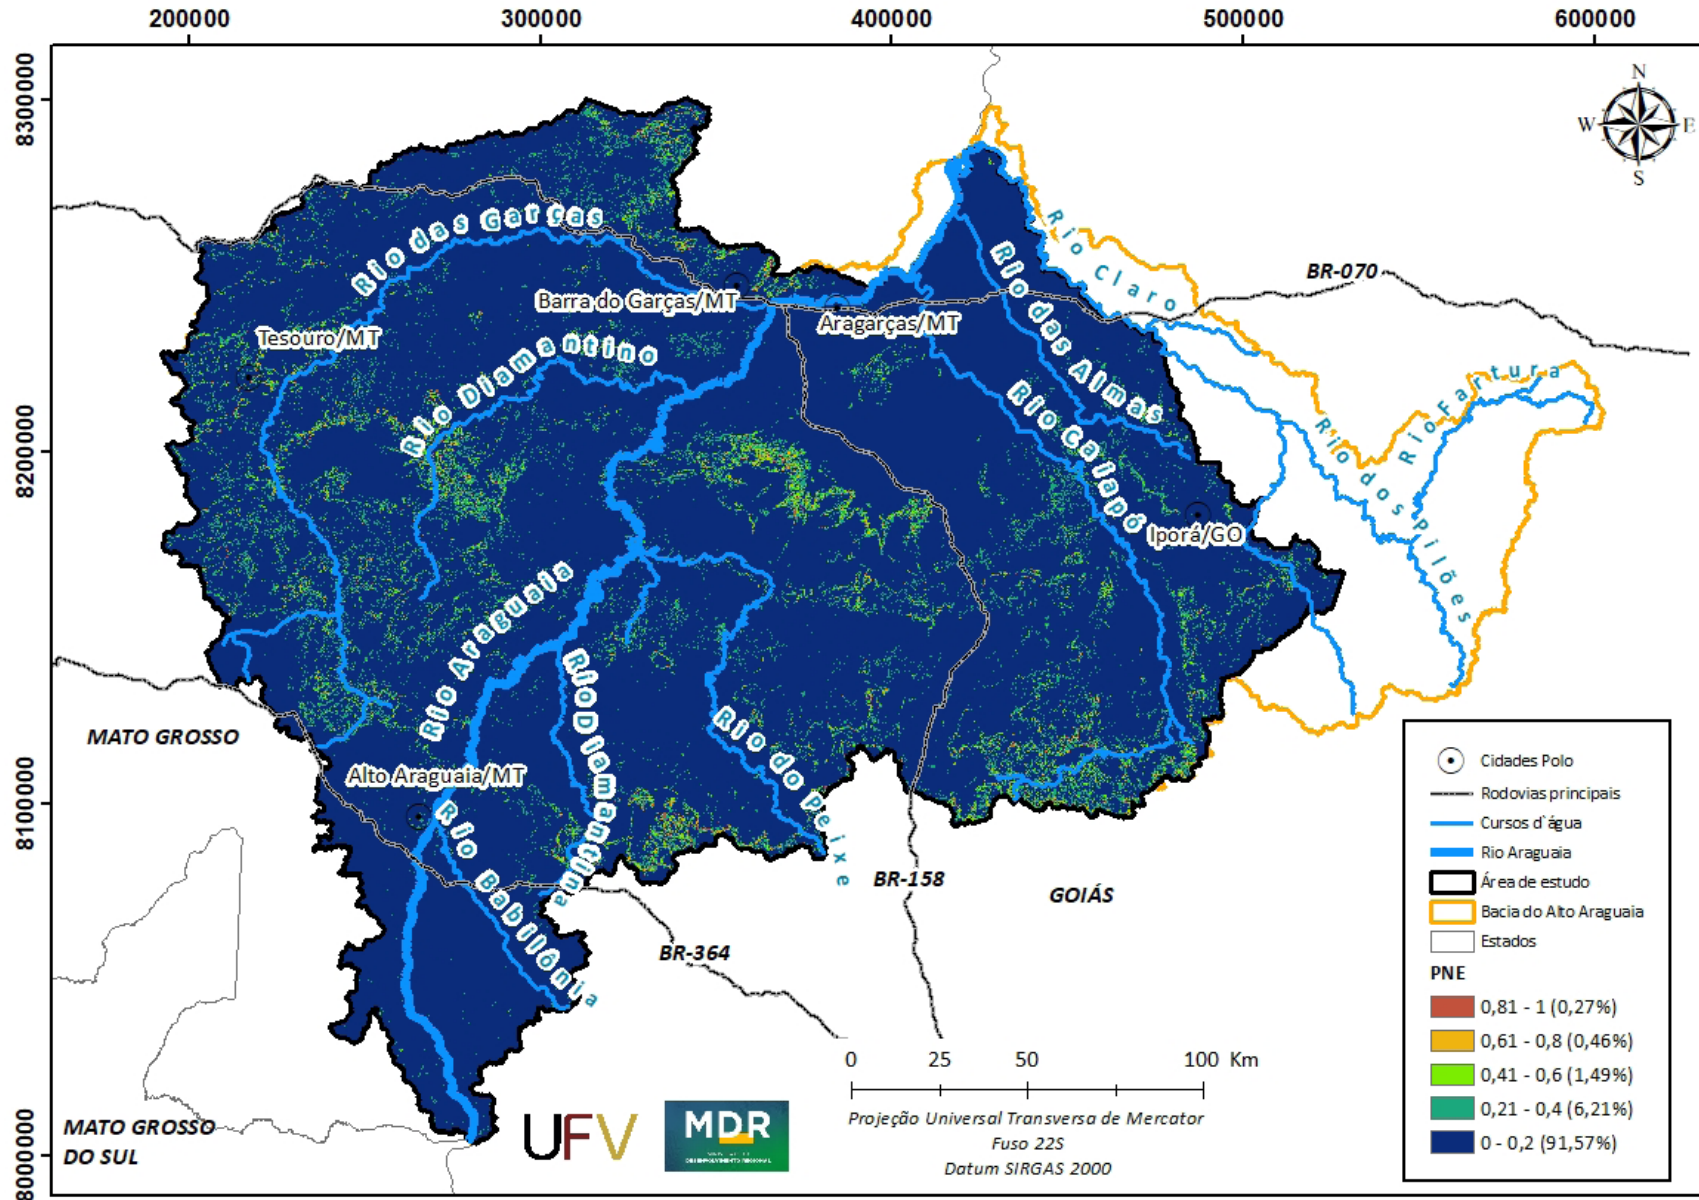 200000
300000
400000
500000
600000
8300000
8200000
8100000
8000000
N
W
E
S
Rio das Garças
Barra do Garças/MT
Tesouro/MT
Rio Diamantino
Aragarças/MT
Rio Claro
BR-070
Rio das Almas
Rio Caiapó
Rio Fartura
Rio dos Pilões
Iporá/GO
Rio Araguaia
Rio Diamantina
Rio do Peixe
MATO GROSSO
Alto Araguaia/MT
Rio Babilônia
BR-158
GOIÁS
BR-364
MATO GROSSO
DO SUL
UFV
MDR
DESENVOLVIMENTO REGIONAL
0 25 50 100 Km
Projeção Universal Transversa de Mercator
Fuso 22S
Datum SIRGAS 2000
Cidades Polo
Rodovias principais
Cursos d`água
Rio Araguaia
Área de estudo
Bacia do Alto Araguaia
Estados
PNE
0,81 - 1 (0,27%)
0,61 - 0,8 (0,46%)
0,41 - 0,6 (1,49%)
0,21 - 0,4 (6,21%)
0 - 0,2 (91,57%)